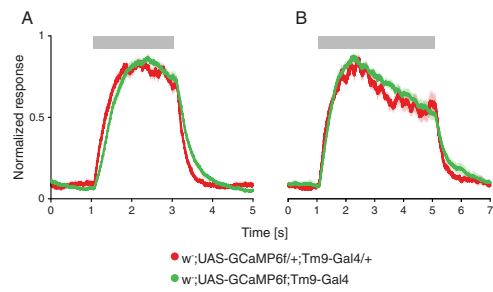 A
B
Normalized response
1
0.5
0
0 1 2 3 4 5
0 1 2 3 4 5 6 7
Time [s]
w⁻;UAS-GCaMP6f/+;Tm9-Gal4/+
w⁻;UAS-GCaMP6f;Tm9-Gal4